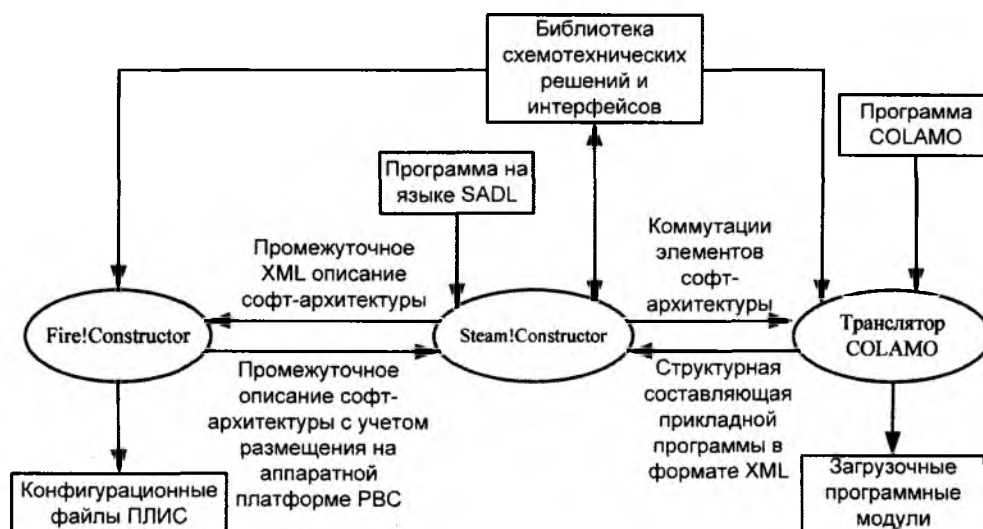 Библиотека
схемотехнических
решений и
интерфейсов
Программа
COLAMO
Программа на
языке SADL
Промежуточное
XML описание
софт-архитектуры
Коммутации
элементов
софт-
архитектуры
Fire!Constructor
Steam!Constructor
Транслятор
COLAMO
Промежуточное
описание софт-
архитектуры с учетом
размещения на
аппаратной
платформе РВС
Структурная
составляющая
прикладной
программы в
формате XML
Конфигурационные
файлы ПЛИС
Загрузочные
программные
модули